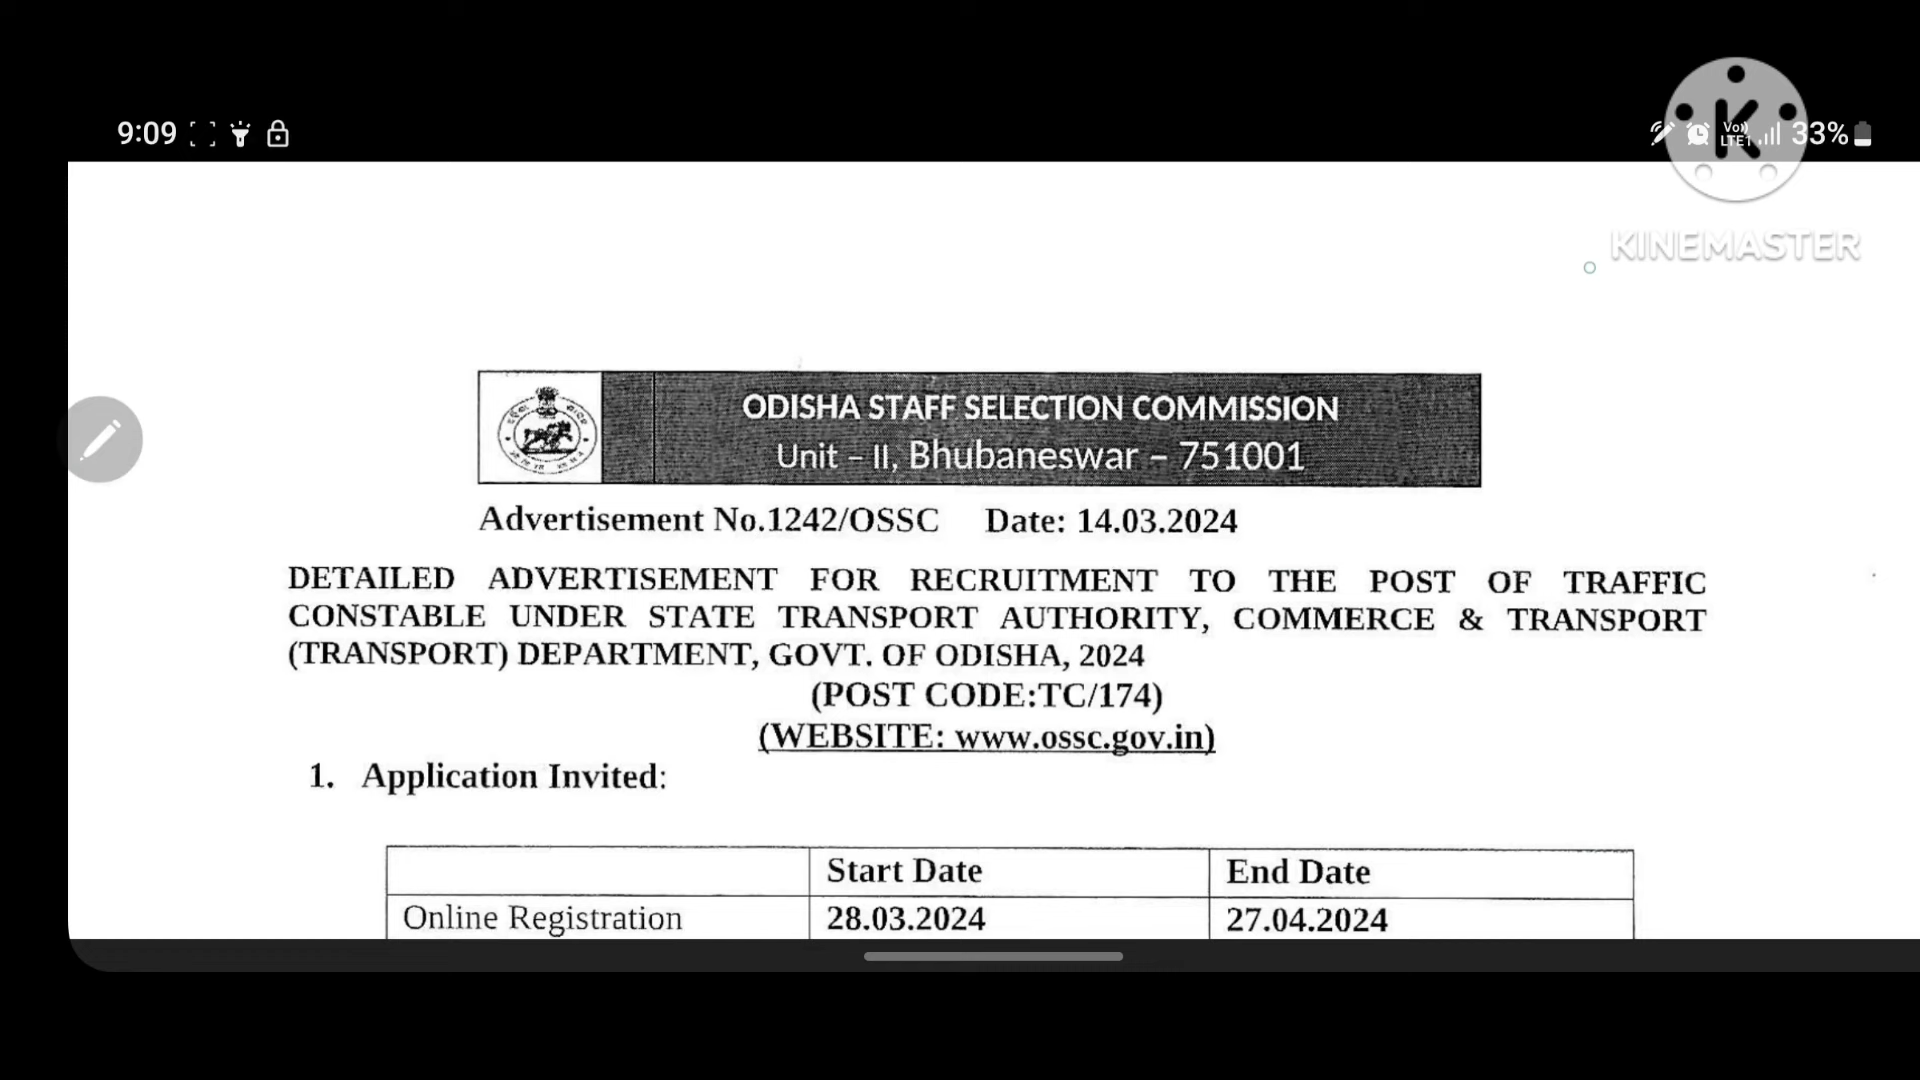 9:09
Vo)) LTE1 33%
KINEMASTER
ODISHA STAFF SELECTION COMMISSION
Unit – II, Bhubaneswar – 751001
Advertisement No.1242/OSSC Date: 14.03.2024
DETAILED ADVERTISEMENT FOR RECRUITMENT TO THE POST OF TRAFFIC
CONSTABLE UNDER STATE TRANSPORT AUTHORITY, COMMERCE & TRANSPORT
(TRANSPORT) DEPARTMENT, GOVT. OF ODISHA, 2024
(POST CODE:TC/174)
(WEBSITE: www.ossc.gov.in)
1. Application Invited:
Start Date End Date
Online Registration 28.03.2024 27.04.2024